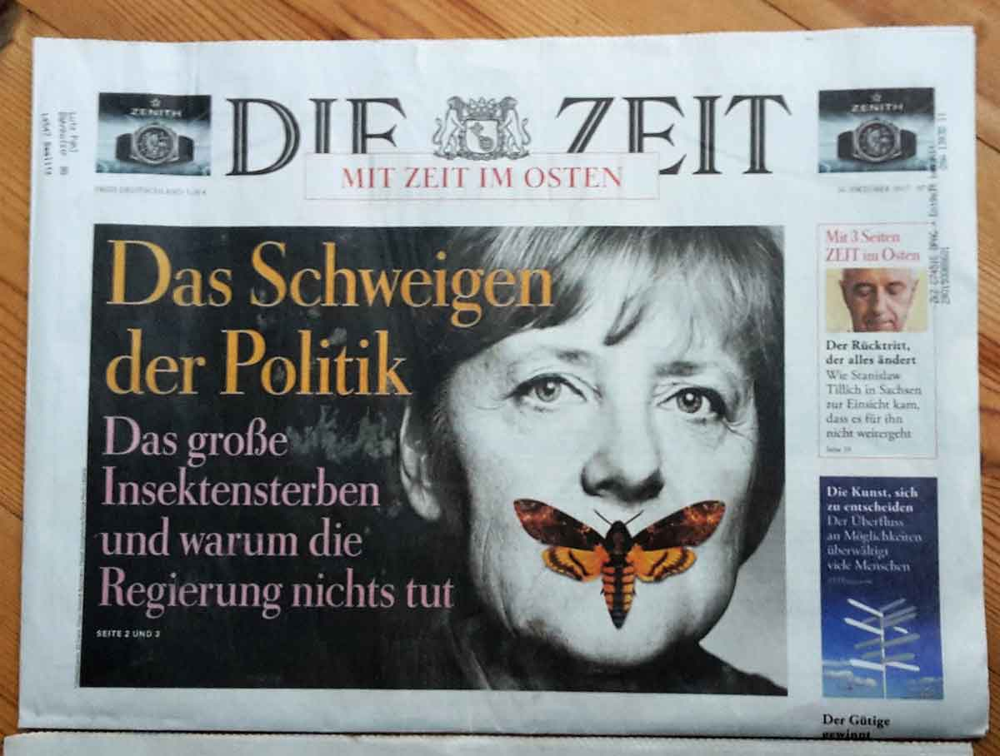 ZENITH
DIE ZEIT
ZENITH
MIT ZEIT IM OSTEN
Das Schweigen
der Politik
Das große
Insektensterben
und warum die
Regierung nichts tut
SEITE 2 UND 3
Mit 3 Seiten
ZEIT im Osten
Der Rücktritt,
der alles ändert
Wie Stanislaw
Tillich in Sachsen
zur Einsicht kam,
dass es für ihn
nicht weitergeht
Die Kunst, sich
zu entscheiden
Der Überfluss
an Möglichkeiten
überwältigt
viele Menschen
Der Gütige
gewinnt